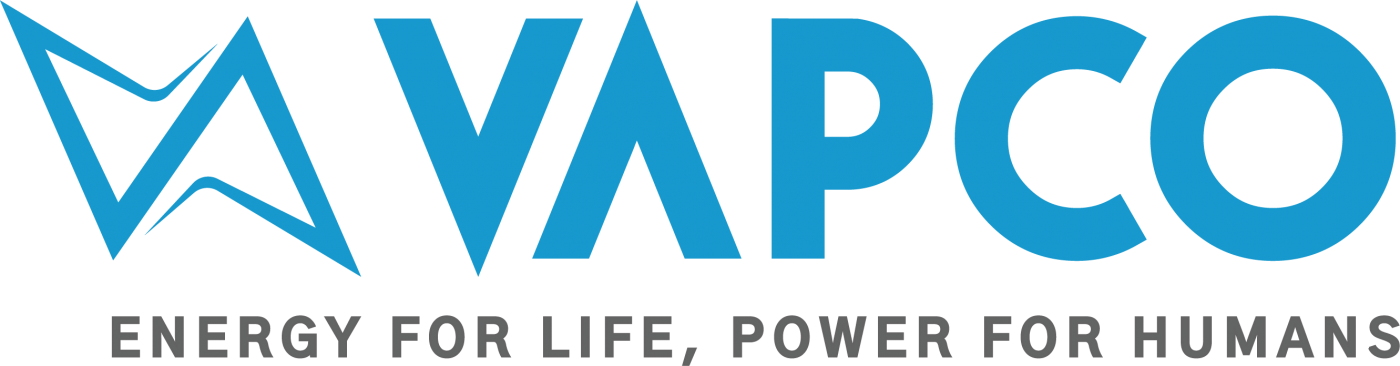 VAPCO
ENERGY FOR LIFE, POWER FOR HUMANS